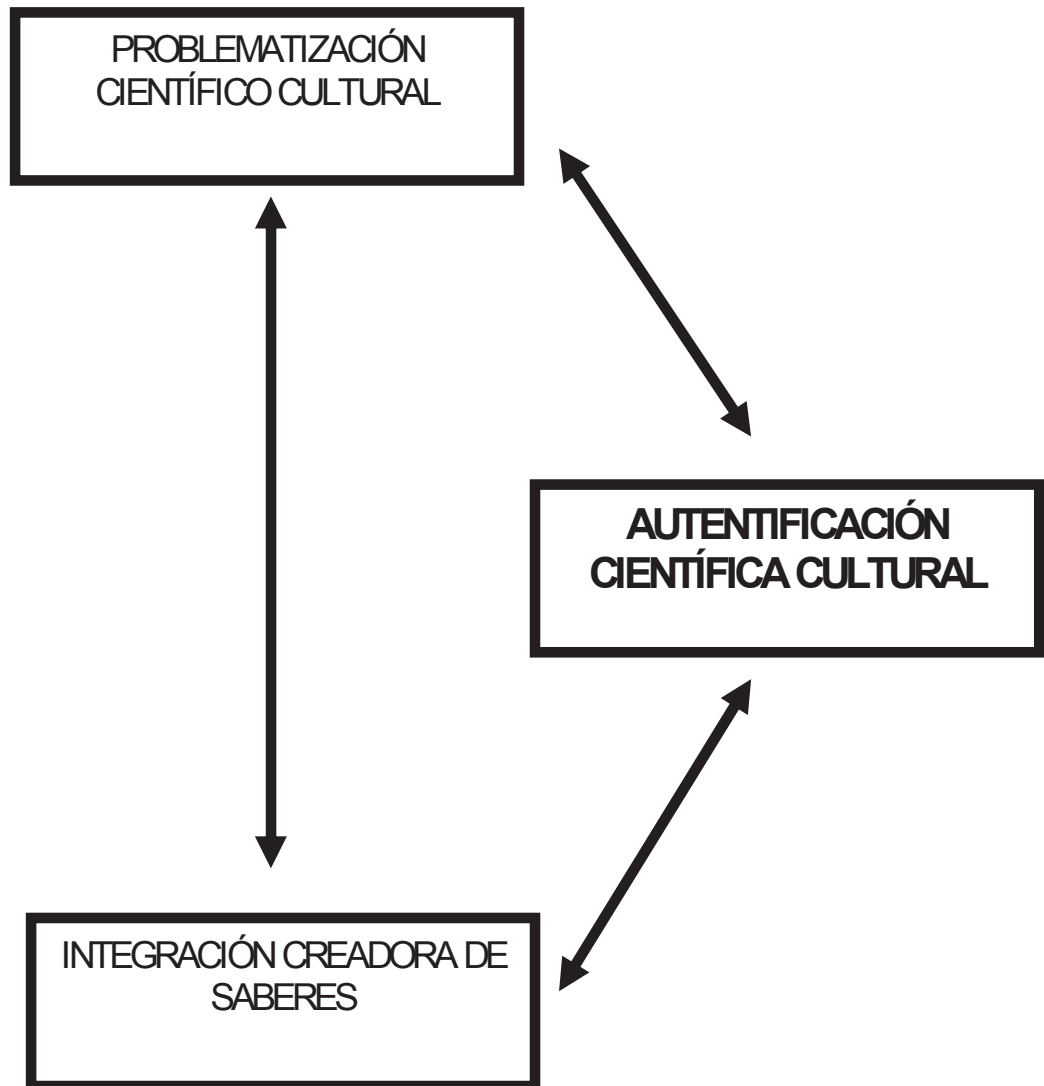 PROBLEMATIZACIÓN
CIENTÍFICO CULTURAL
AUTENTIFICACIÓN
CIENTÍFICA CULTURAL
INTEGRACIÓN CREADORA DE
SABERES